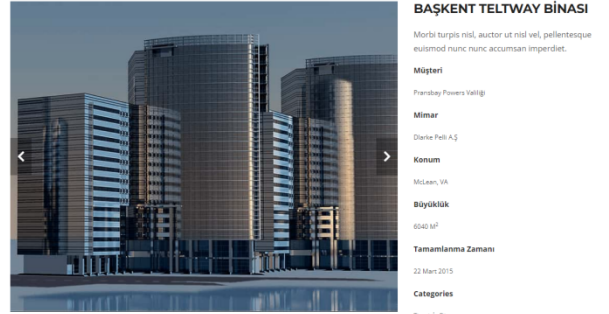 BAŞKENT TELTWAY BİNASI
Morbi turpis nisl, auctor ut nisl vel, pellentesque
euismod nunc nunc accumsan imperdiet.
Müşteri
Pransbay Powers Valiliği
Mimar
Dlarke Pelli A.Ş
Konum
McLean, VA
Büyüklük
6040 M²
Tamamlanma Zamanı
22 Mart 2015
Categories